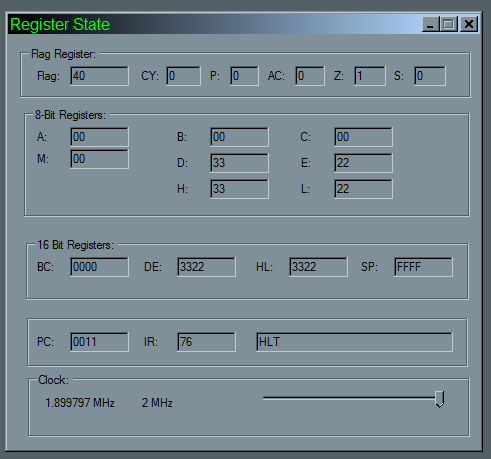 Register State
Flag Register:
Flag: 40 CY: 0 P: 0 AC: 0 Z: 1 S: 0
8-Bit Registers:
A: 00 B: 00 C: 00
M: 00 D: 33 E: 22
H: 33 L: 22
16 Bit Registers:
BC: 0000 DE: 3322 HL: 3322 SP: FFFF
PC: 0011 IR: 76 HLT
Clock:
1.899797 MHz 2 MHz